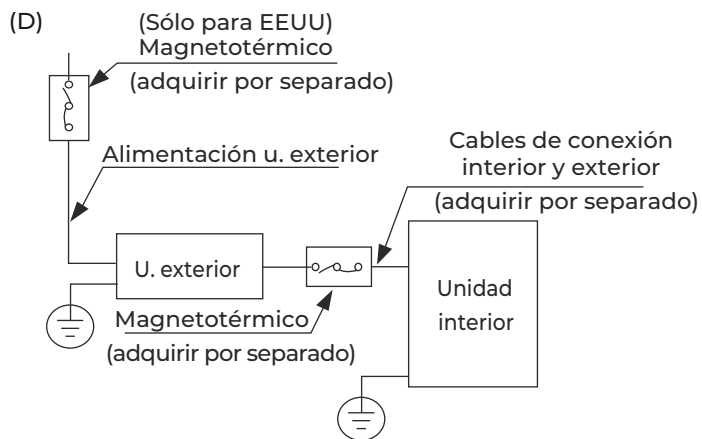 (D)
(Sólo para EEUU)
Magnetotérmico
(adquirir por separado)
Alimentación u. exterior
Cables de conexión
interior y exterior
(adquirir por separado)
U. exterior
Unidad
interior
Magnetotérmico
(adquirir por separado)